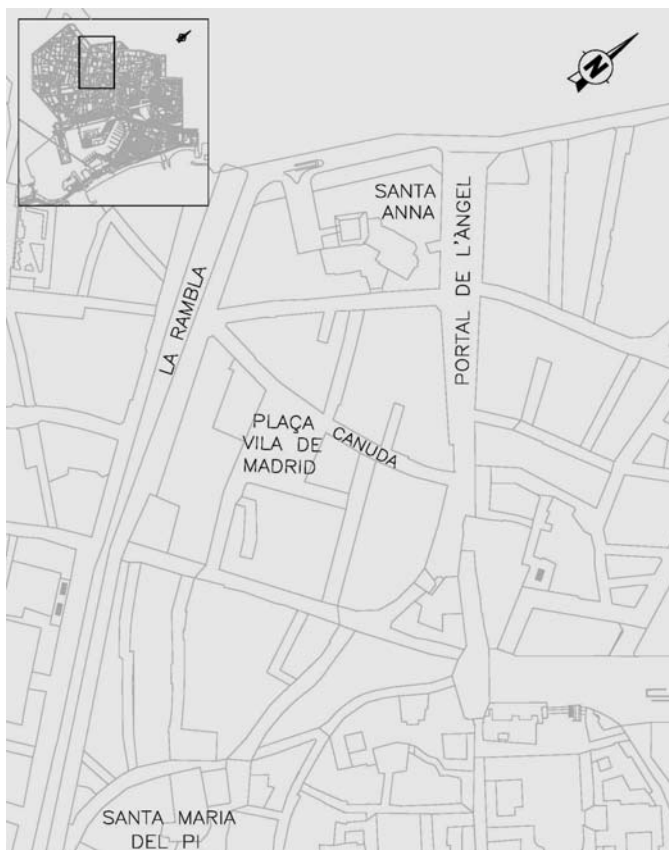 N
SANTA
ANNA
PORTAL DE L'ÀNGEL
LA RAMBLA
PLAÇA
VILA DE
MADRID
CANUDA
SANTA MARIA
DEL PI